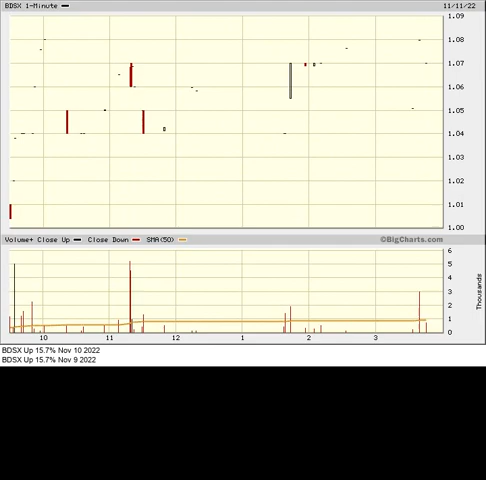 BDSX 1-Minute 11/11/22
1.09
1.08
1.07
1.06
1.05
1.04
1.03
1.02
1.01
1.00
Volume+ Close Up Close Down SMA(50) ©BigCharts.com
6
5
4
3
2
1
0
Thousands
10 11 12 1 2 3
BDSX Up 15.7% Nov 10 2022
BDSX Up 15.7% Nov 9 2022